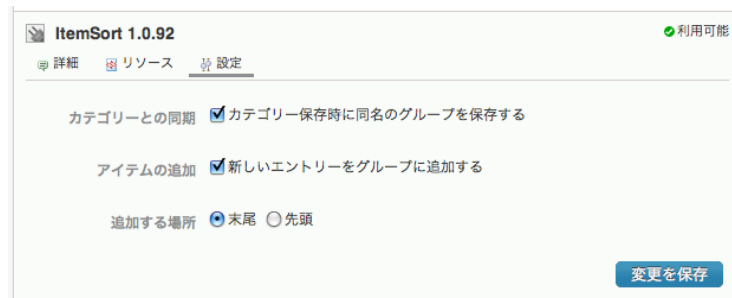 ItemSort 1.0.92 利用可能
詳細 リソース 設定
カテゴリーとの同期 カテゴリー保存時に同名のグループを保存する
アイテムの追加 新しいエントリーをグループに追加する
追加する場所 末尾 先頭
変更を保存